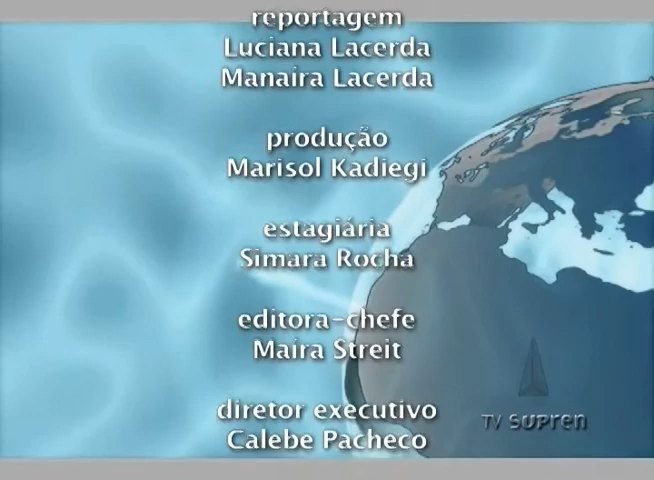 reportagem
Luciana Lacerda
Manaira Lacerda
produção
Marisol Kadiegi
estagiária
Simara Rocha
editora-chefe
Maira Streit
diretor executivo
Calebe Pacheco
TV SUPREN